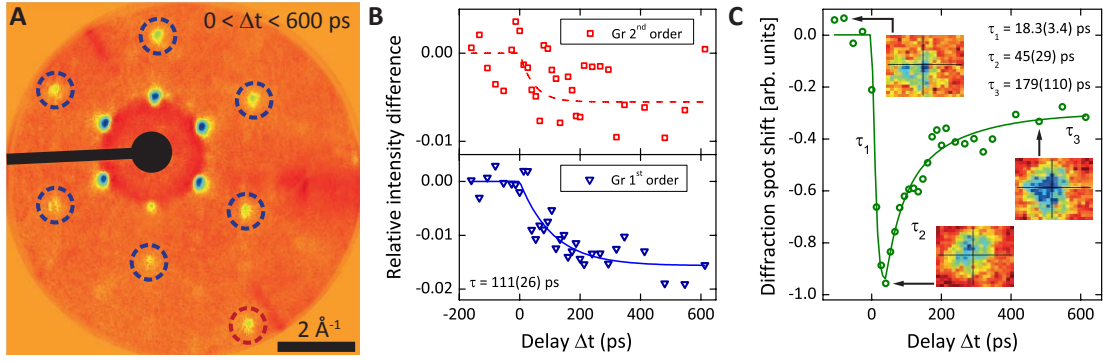 A
0 < Δt < 600 ps
2 Å⁻¹
B
Relative intensity difference
0.00
-0.01
Gr 2nd order
0.00
-0.01
-0.02
Gr 1st order
τ = 111(26) ps
-200 0 200 400 600
Delay Δt (ps)
C
Diffraction spot shift [arb. units]
0.0
-0.2
-0.4
-0.6
-0.8
-1.0
τ1 = 18.3(3.4) ps
τ2 = 45(29) ps
τ3 = 179(110) ps
τ1
τ2
τ3
0 200 400 600
Delay Δt (ps)